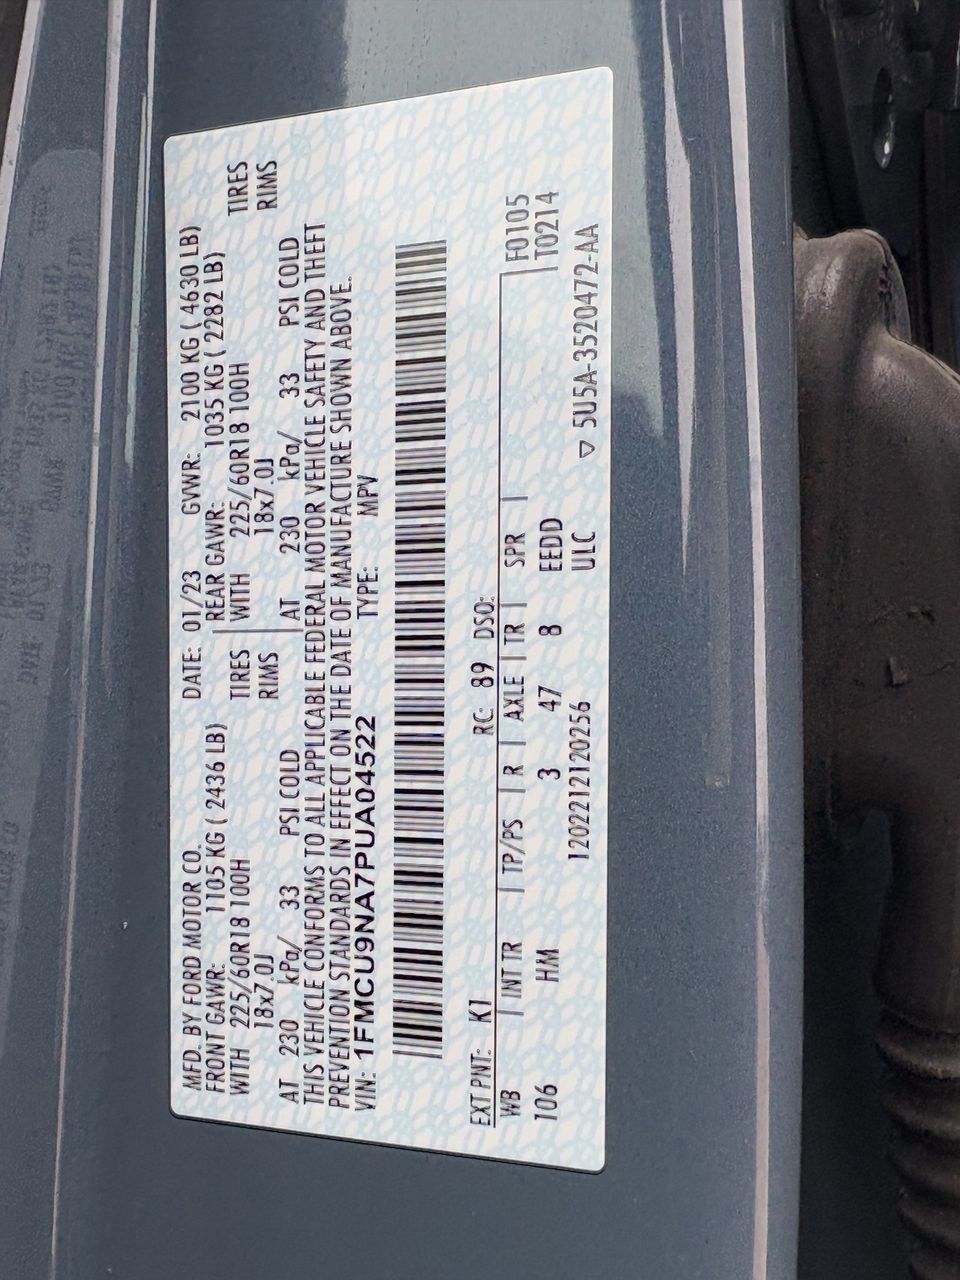 MFD. BY FORD MOTOR CO.
DATE: 01/23 GVWR: 2100 KG ( 4630 LB)
FRONT GAWR: 1105 KG ( 2436 LB) REAR GAWR: 1035 KG ( 2282 LB)
WITH 225/60R18 100H TIRES WITH 225/60R18 100H TIRES
18x7.0J RIMS 18x7.0J RIMS
AT 230 kPa/ 33 PSI COLD AT 230 kPa/ 33 PSI COLD
THIS VEHICLE CONFORMS TO ALL APPLICABLE FEDERAL MOTOR VEHICLE SAFETY AND THEFT
PREVENTION STANDARDS IN EFFECT ON THE DATE OF MANUFACTURE SHOWN ABOVE.
VIN: 1FMCU9NA7PUA04522 TYPE: MPV
EXT PNT: K1 RC: 89 DSO:
WB | INT TR | TP/PS | R | AXLE | TR | SPR | F0105
106 HM 3 47 8 EEDD T0214
1202212120256 ULC ▽ 5U5A-3520472-AA